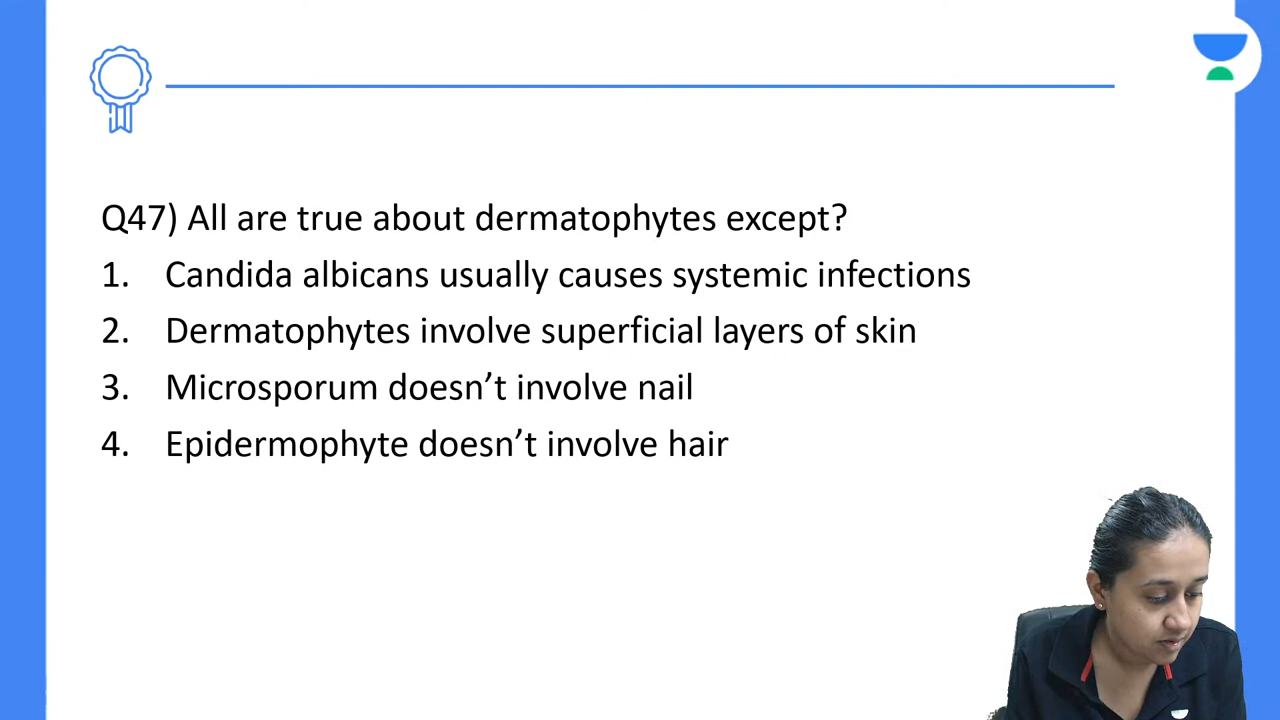 Q47) All are true about dermatophytes except?
1. Candida albicans usually causes systemic infections
2. Dermatophytes involve superficial layers of skin
3. Microsporum doesn’t involve nail
4. Epidermophyte doesn’t involve hair